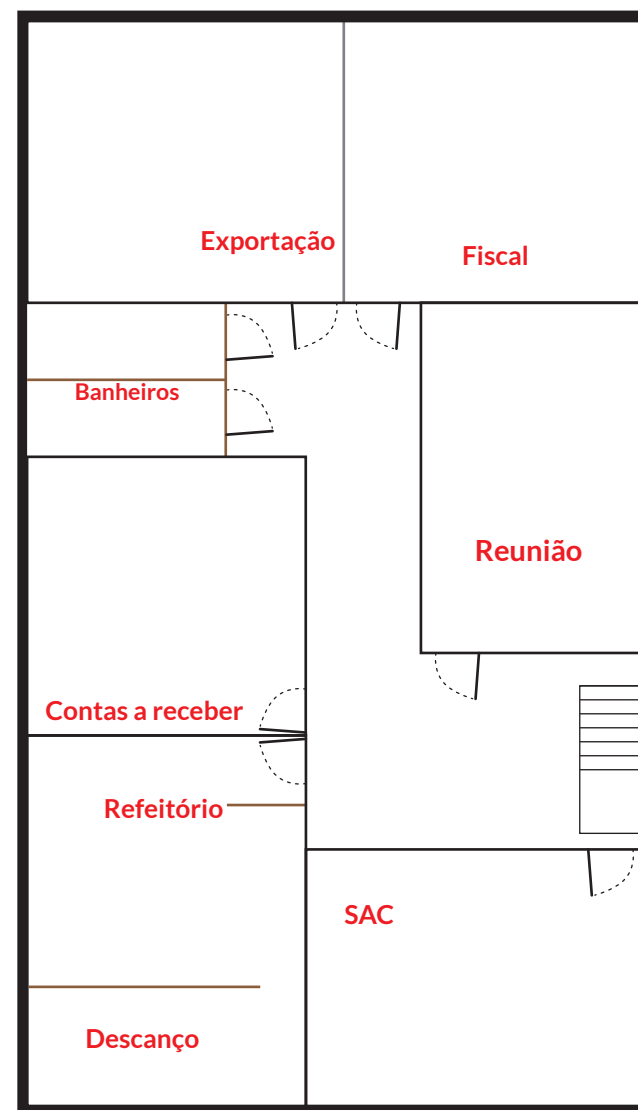 Exportação
Fiscal
Banheiros
Reunião
Contas a receber
Refeitório
SAC
Descanço